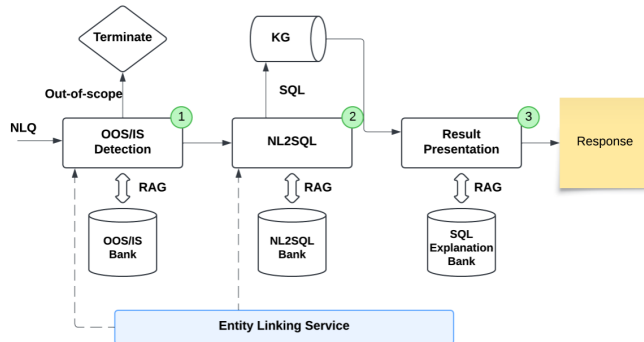 Terminate
KG
Out-of-scope
SQL
NLQ
1
OOS/IS
Detection
2
NL2SQL
3
Result
Presentation
Response
RAG
RAG
RAG
OOS/IS
Bank
NL2SQL
Bank
SQL
Explanation
Bank
Entity Linking Service